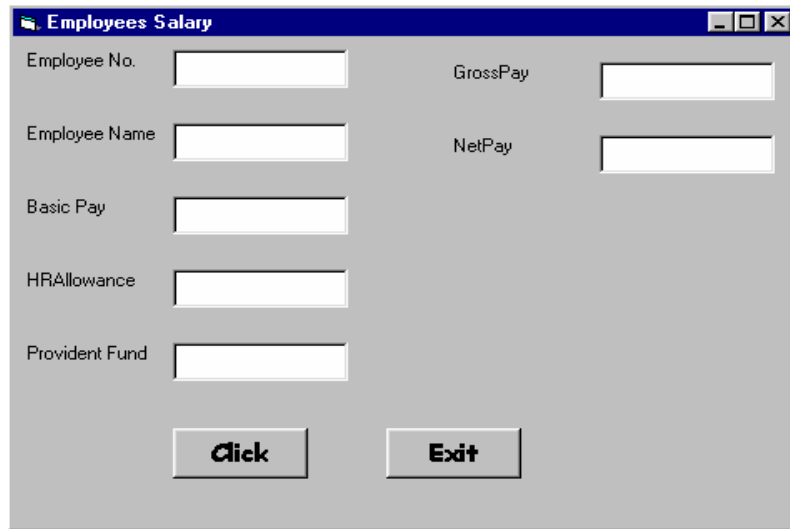 Employees Salary
Employee No.
GrossPay
Employee Name
NetPay
Basic Pay
HRAllowance
Provident Fund
Click
Exit